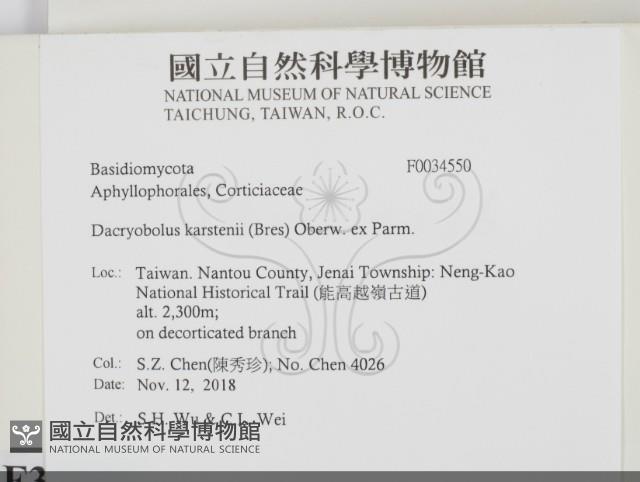 國立自然科學博物館
NATIONAL MUSEUM OF NATURAL SCIENCE
TAICHUNG, TAIWAN, R.O.C.
Basidiomycota F0034550
Aphyllophorales, Corticiaceae
Dacryobolus karstenii (Bres) Oberw. ex Parm.
Loc.: Taiwan. Nantou County, Jenai Township: Neng-Kao
National Historical Trail (能高越嶺古道)
alt. 2,300m;
on decorticated branch
Col.: S.Z. Chen(陳秀珍); No. Chen 4026
Date: Nov. 12, 2018
Det.: S.H. Wu & C.L. Wei
國立自然科學博物館
NATIONAL MUSEUM OF NATURAL SCIENCE